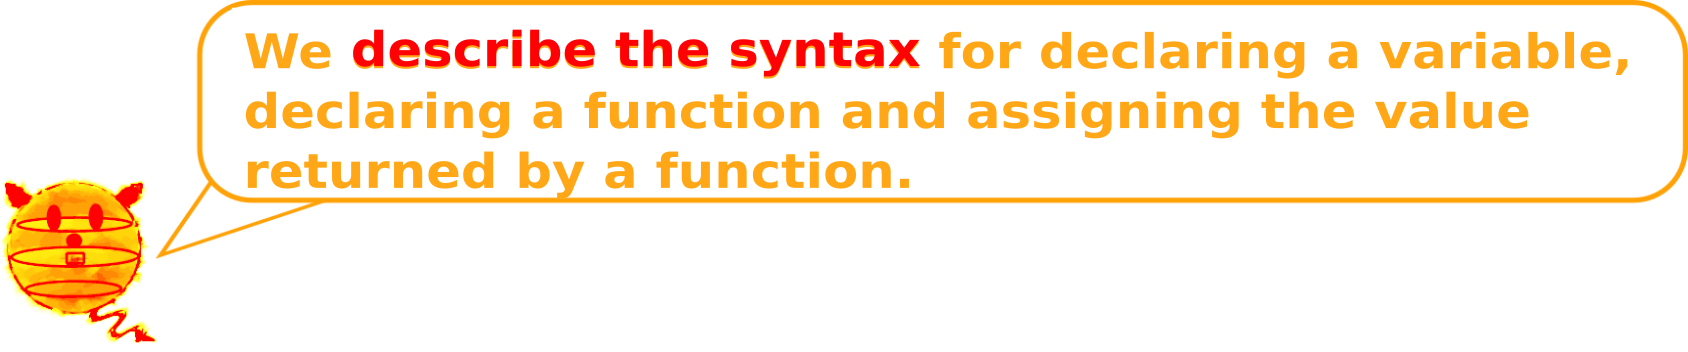 We describe the syntax for declaring a variable,
declaring a function and assigning the value
returned by a function.